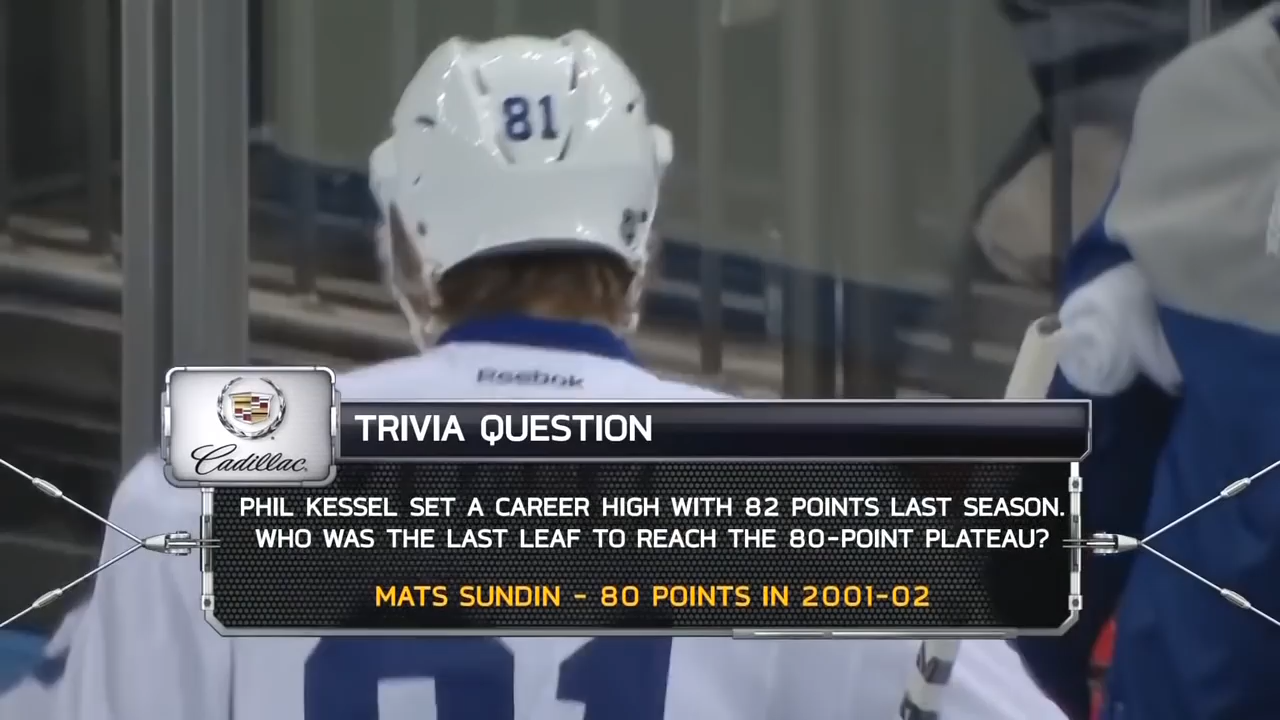 81
Reebok
Cadillac
TRIVIA QUESTION
PHIL KESSEL SET A CAREER HIGH WITH 82 POINTS LAST SEASON.
WHO WAS THE LAST LEAF TO REACH THE 80-POINT PLATEAU?
MATS SUNDIN - 80 POINTS IN 2001-02
81